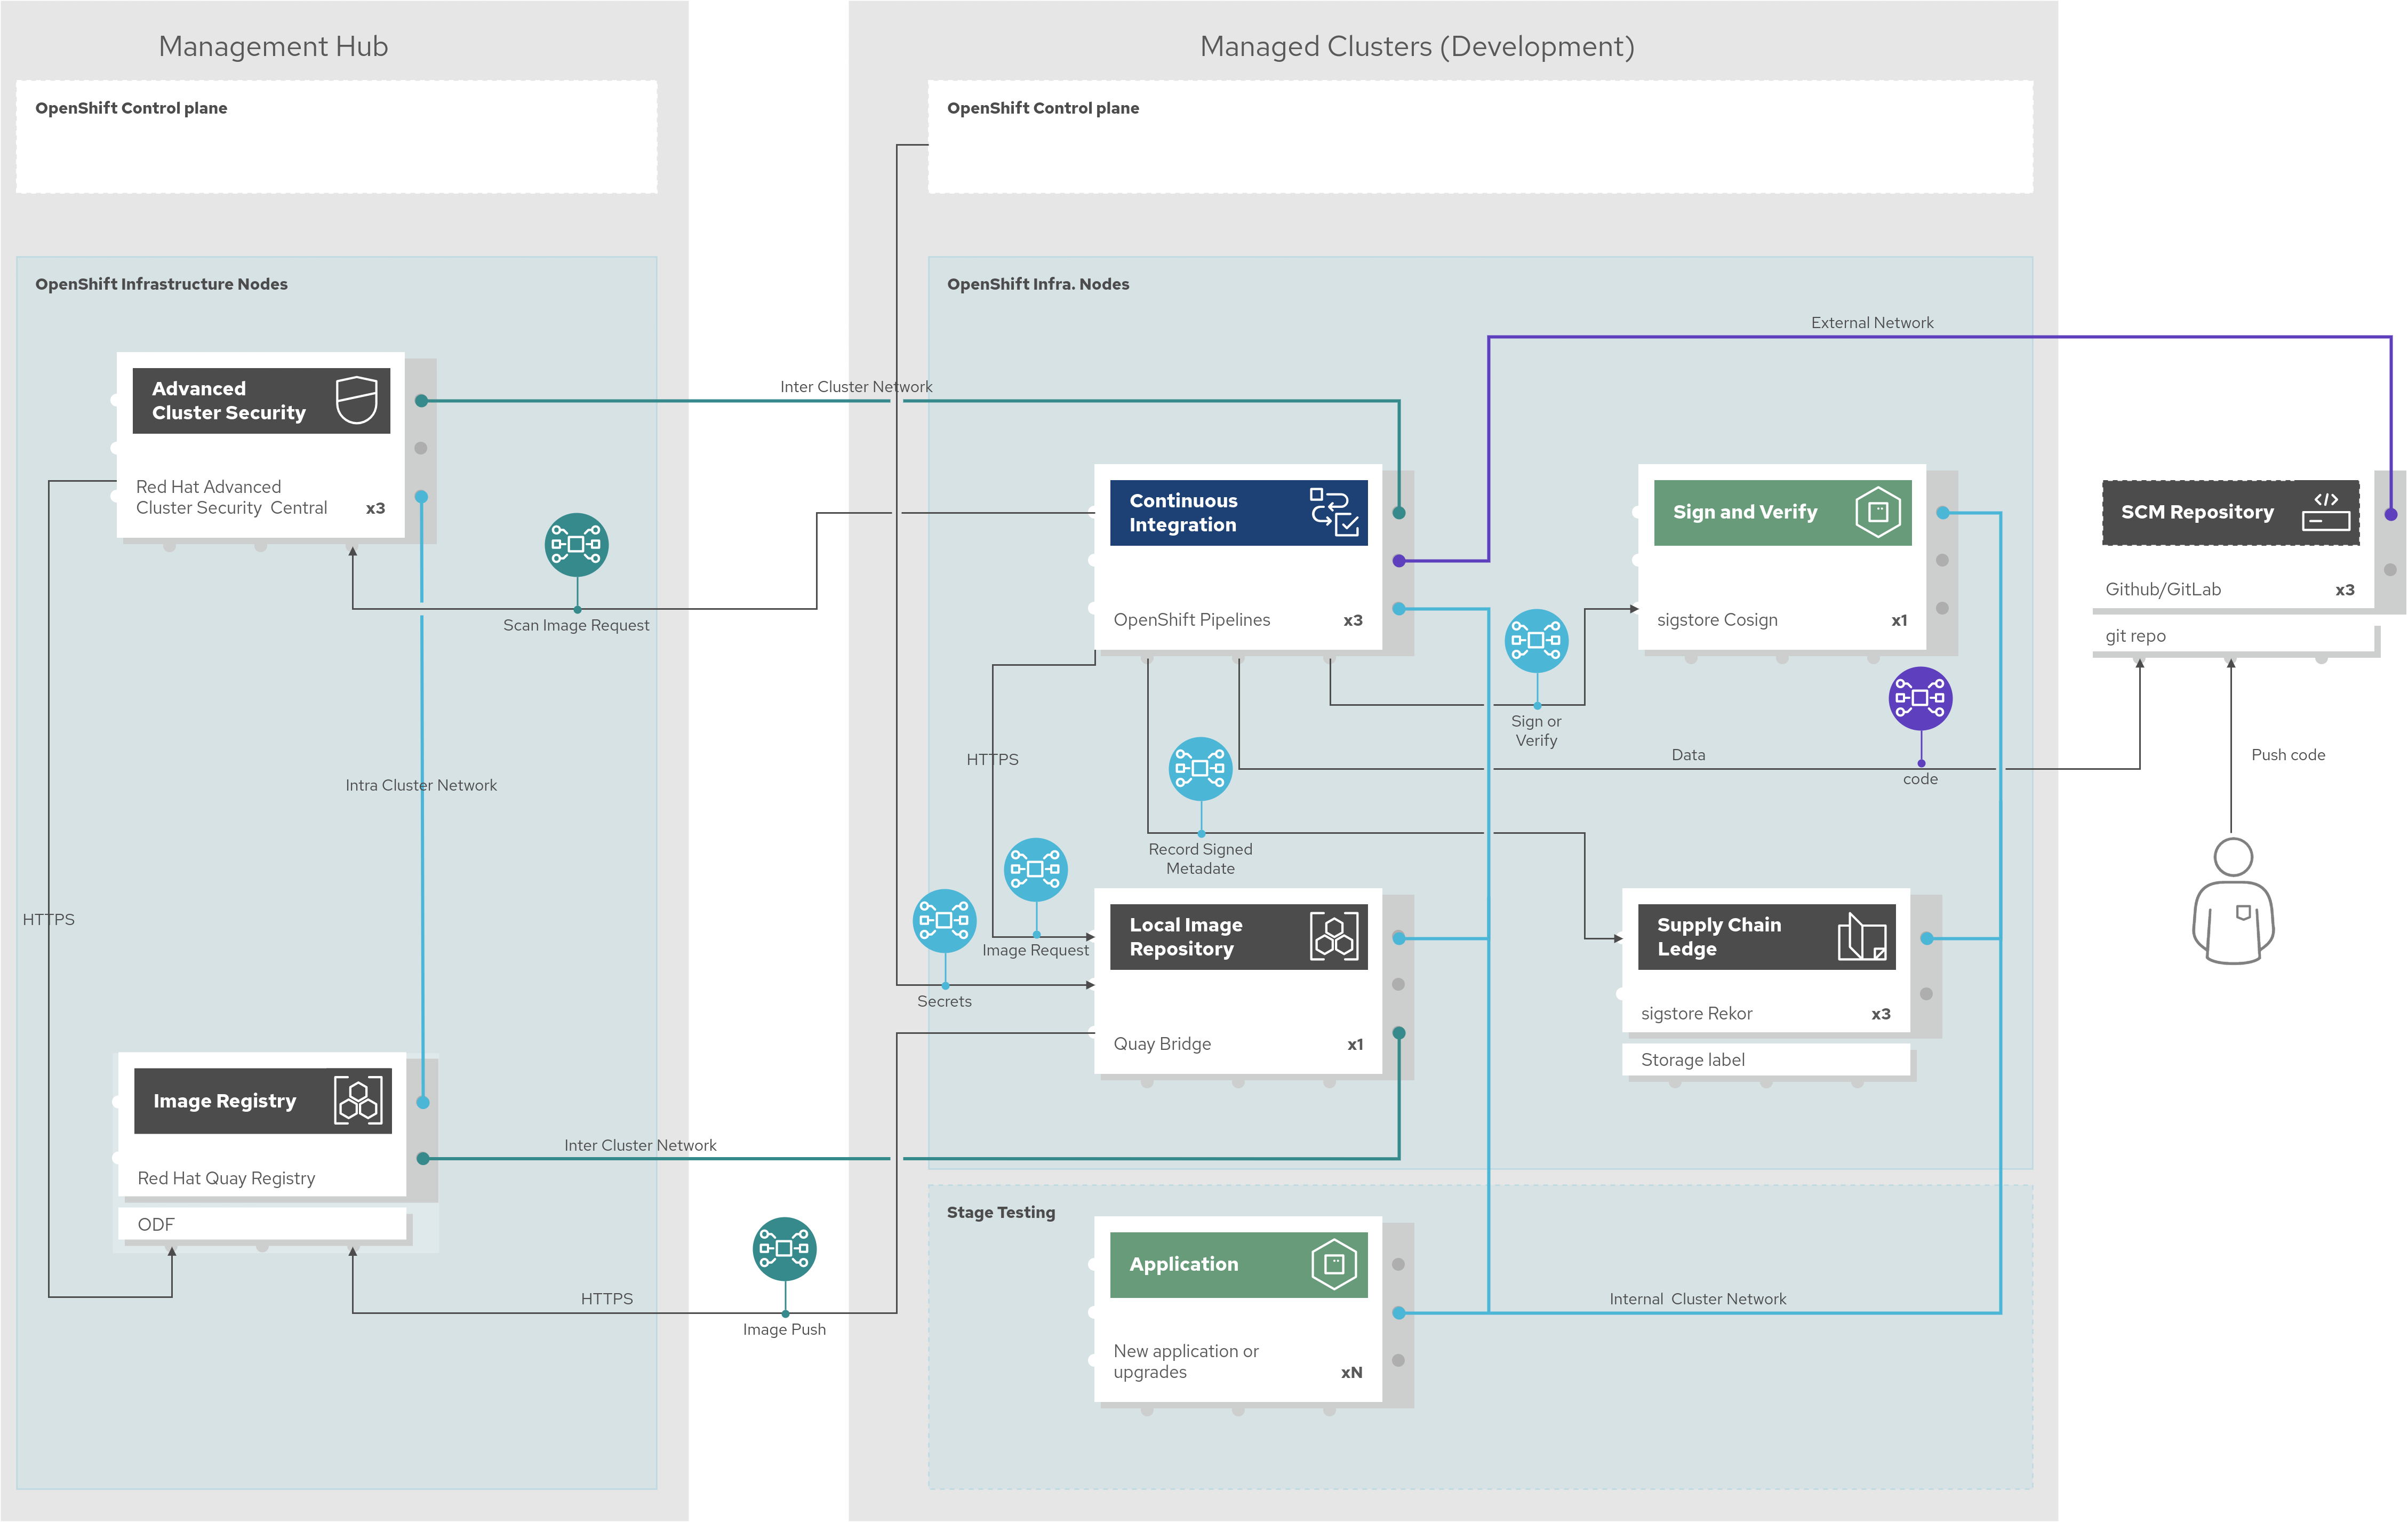 Management Hub
OpenShift Control plane
OpenShift Infrastructure Nodes
Advanced
Cluster Security
Red Hat Advanced
Cluster Security  Central
x3
Scan Image Request
Intra Cluster Network
HTTPS
Image Registry
Red Hat Quay Registry
ODF
Inter Cluster Network
Inter Cluster Network
HTTPS
Image Push
Managed Clusters (Development)
OpenShift Control plane
OpenShift Infra. Nodes
External Network
Continuous
Integration
OpenShift Pipelines
x3
Sign and Verify
sigstore Cosign
x1
Sign or
Verify
HTTPS
Data
code
Record Signed
Metadate
Image Request
Secrets
Local Image
Repository
Quay Bridge
x1
Supply Chain
Ledge
sigstore Rekor
x3
Storage label
Stage Testing
Application
New application or
upgrades
xN
Internal  Cluster Network
SCM Repository
</>
Github/GitLab
x3
git repo
Push code